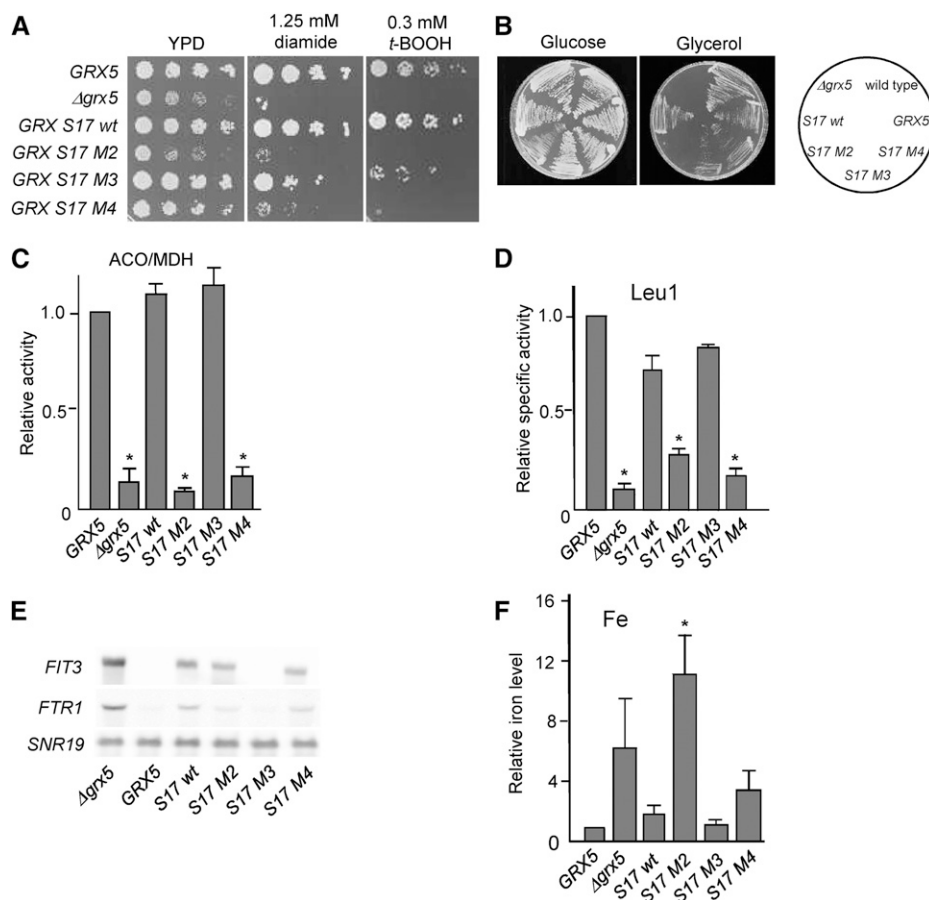 A
YPD
1.25 mM
diamide
0.3 mM
t-BOOH
GRX5
Δgrx5
GRX S17 wt
GRX S17 M2
GRX S17 M3
GRX S17 M4
B
Glucose
Glycerol
Δgrx5 wild type
S17 wt GRX5
S17 M2 S17 M4
S17 M3
C
ACO/MDH
Relative activity
1.0
0.5
0
* * *
GRX5 Δgrx5 S17 wt S17 M2 S17 M3 S17 M4
D
Leu1
Relative specific activity
1.0
0.5
0
* * *
GRX5 Δgrx5 S17 wt S17 M2 S17 M3 S17 M4
E
FIT3
FTR1
SNR19
Δgrx5 GRX5 S17 wt S17 M2 S17 M3 S17 M4
F
Fe
Relative iron level
16
12
8
4
0
*
GRX5 Δgrx5 S17 wt S17 M2 S17 M3 S17 M4